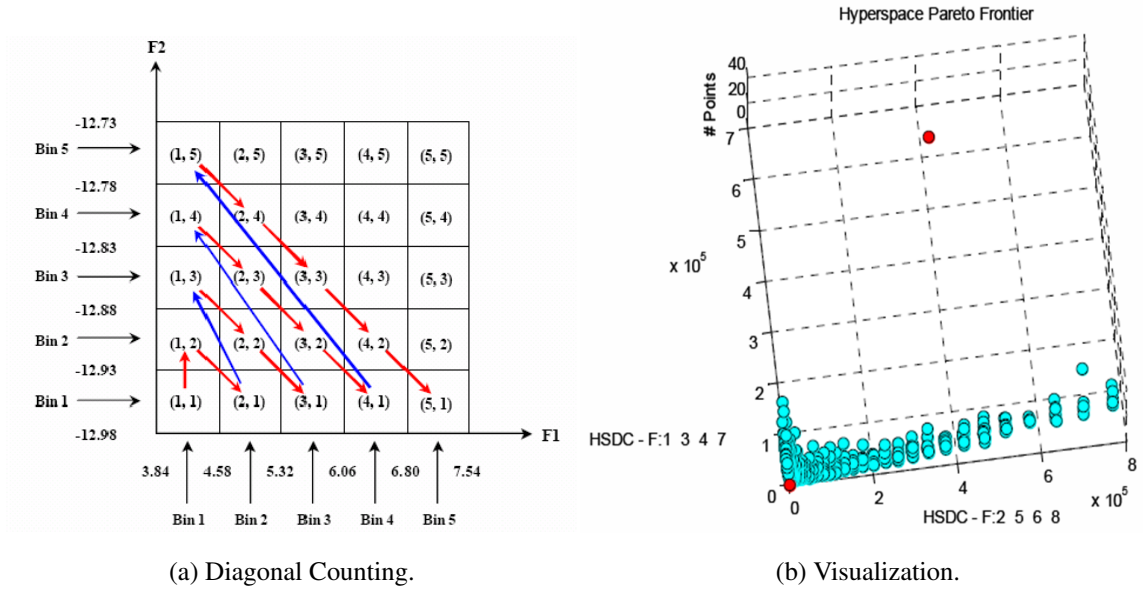 F2
-12.73
Bin 5
(1, 5) (2, 5) (3, 5) (4, 5) (5, 5)
-12.78
Bin 4
(1, 4) (2, 4) (3, 4) (4, 4) (5, 4)
-12.83
Bin 3
(1, 3) (2, 3) (3, 3) (4, 3) (5, 3)
-12.88
Bin 2
(1, 2) (2, 2) (3, 2) (4, 2) (5, 2)
-12.93
Bin 1
(1, 1) (2, 1) (3, 1) (4, 1) (5, 1)
-12.98
F1
3.84 4.58 5.32 6.06 6.80 7.54
Bin 1 Bin 2 Bin 3 Bin 4 Bin 5
(a) Diagonal Counting.
Hyperspace Pareto Frontier
# Points
40
20
0
7
6
5
x 10^5
4
3
2
1
0
HSDC - F:1 3 4 7
0 2 4 6 8
x 10^5
HSDC - F:2 5 6 8
(b) Visualization.